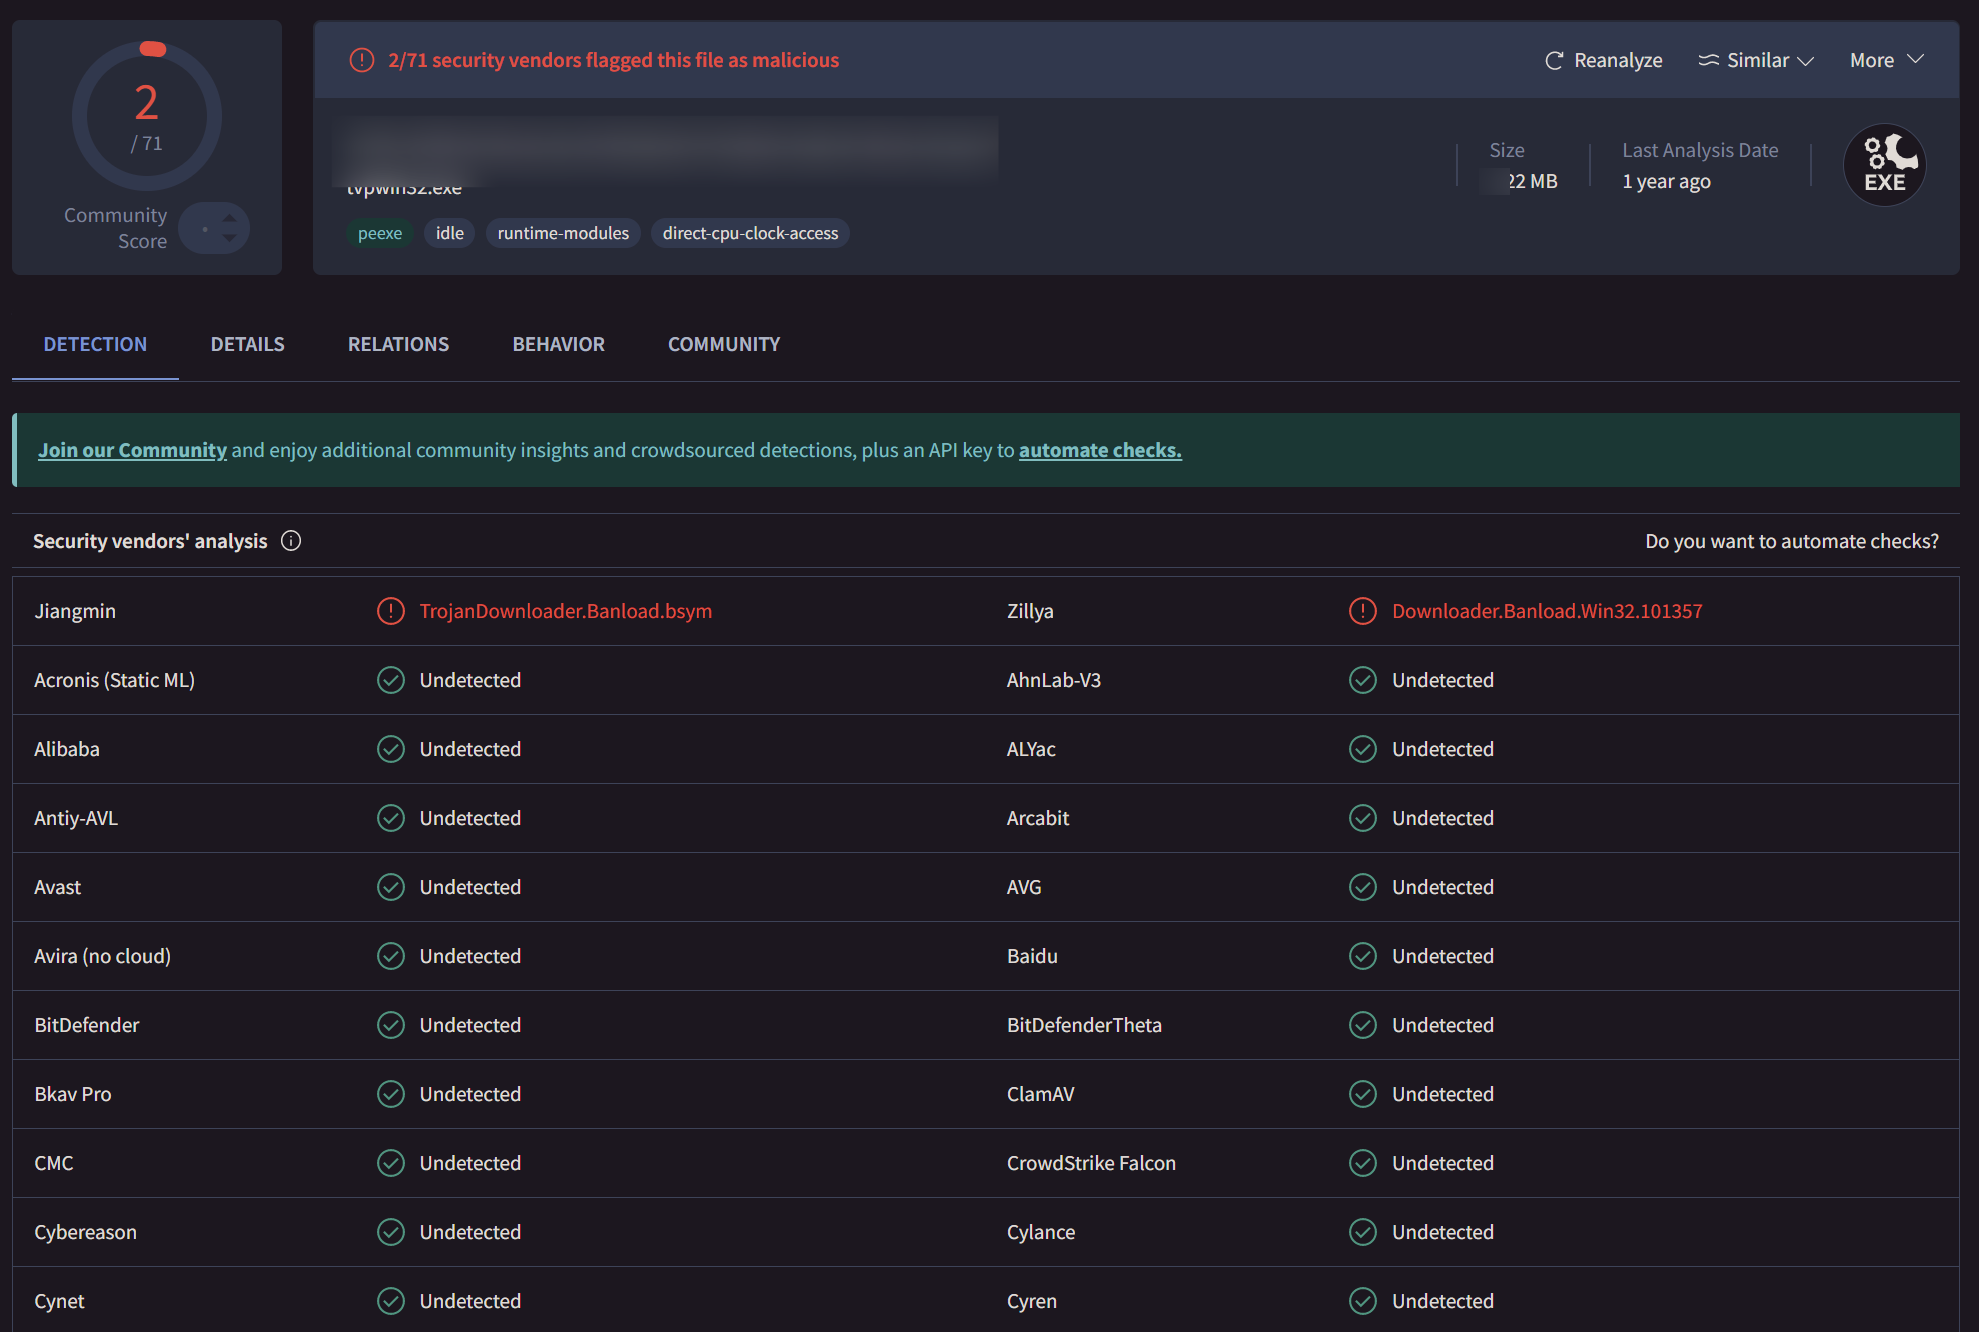 2
/ 71
Community
Score
2/71 security vendors flagged this file as malicious
Reanalyze
Similar
More
Size
22 MB
Last Analysis Date
1 year ago
EXE
peexe
idle
runtime-modules
direct-cpu-clock-access
DETECTION
DETAILS
RELATIONS
BEHAVIOR
COMMUNITY
Join our Community and enjoy additional community insights and crowdsourced detections, plus an API key to automate checks.
Security vendors' analysis
Do you want to automate checks?
Jiangmin TrojanDownloader.Banload.bsym Zillya Downloader.Banload.Win32.101357
Acronis (Static ML) Undetected AhnLab-V3 Undetected
Alibaba Undetected ALYac Undetected
Antiy-AVL Undetected Arcabit Undetected
Avast Undetected AVG Undetected
Avira (no cloud) Undetected Baidu Undetected
BitDefender Undetected BitDefenderTheta Undetected
Bkav Pro Undetected ClamAV Undetected
CMC Undetected CrowdStrike Falcon Undetected
Cybereason Undetected Cylance Undetected
Cynet Undetected Cyren Undetected